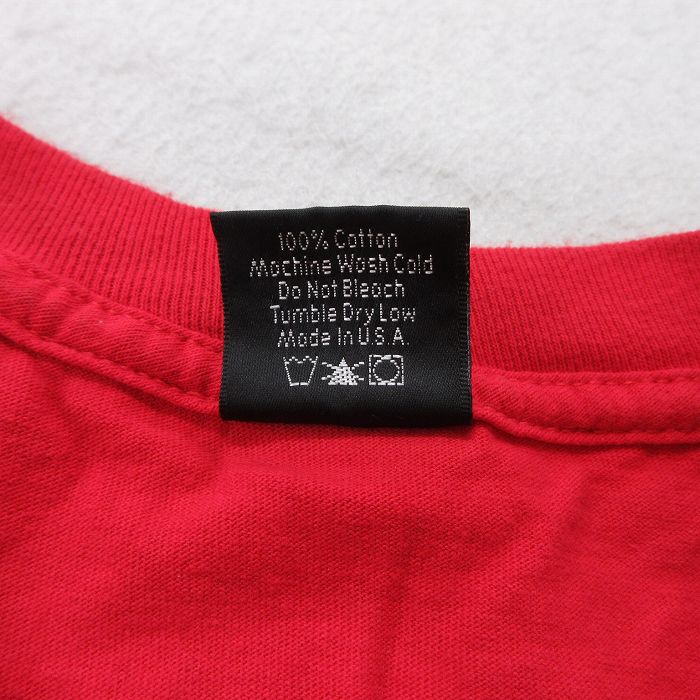 100% Cotton
Machine Wash Cold
Do Not Bleach
Tumble Dry Low
Made In U.S.A.